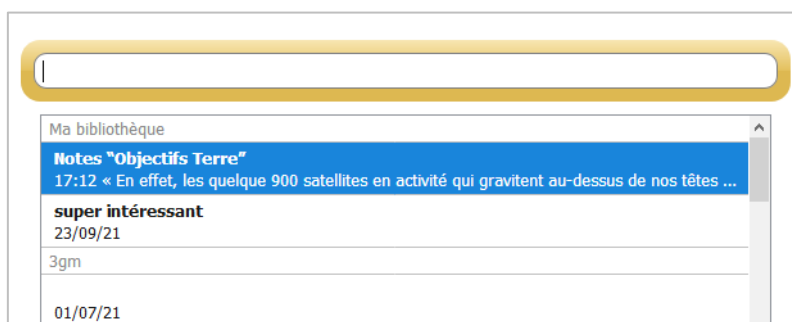 Ma bibliothèque
Notes “Objectifs Terre”
17:12 « En effet, les quelque 900 satellites en activité qui gravitent au-dessus de nos têtes ...
super intéressant
23/09/21
3gm
01/07/21